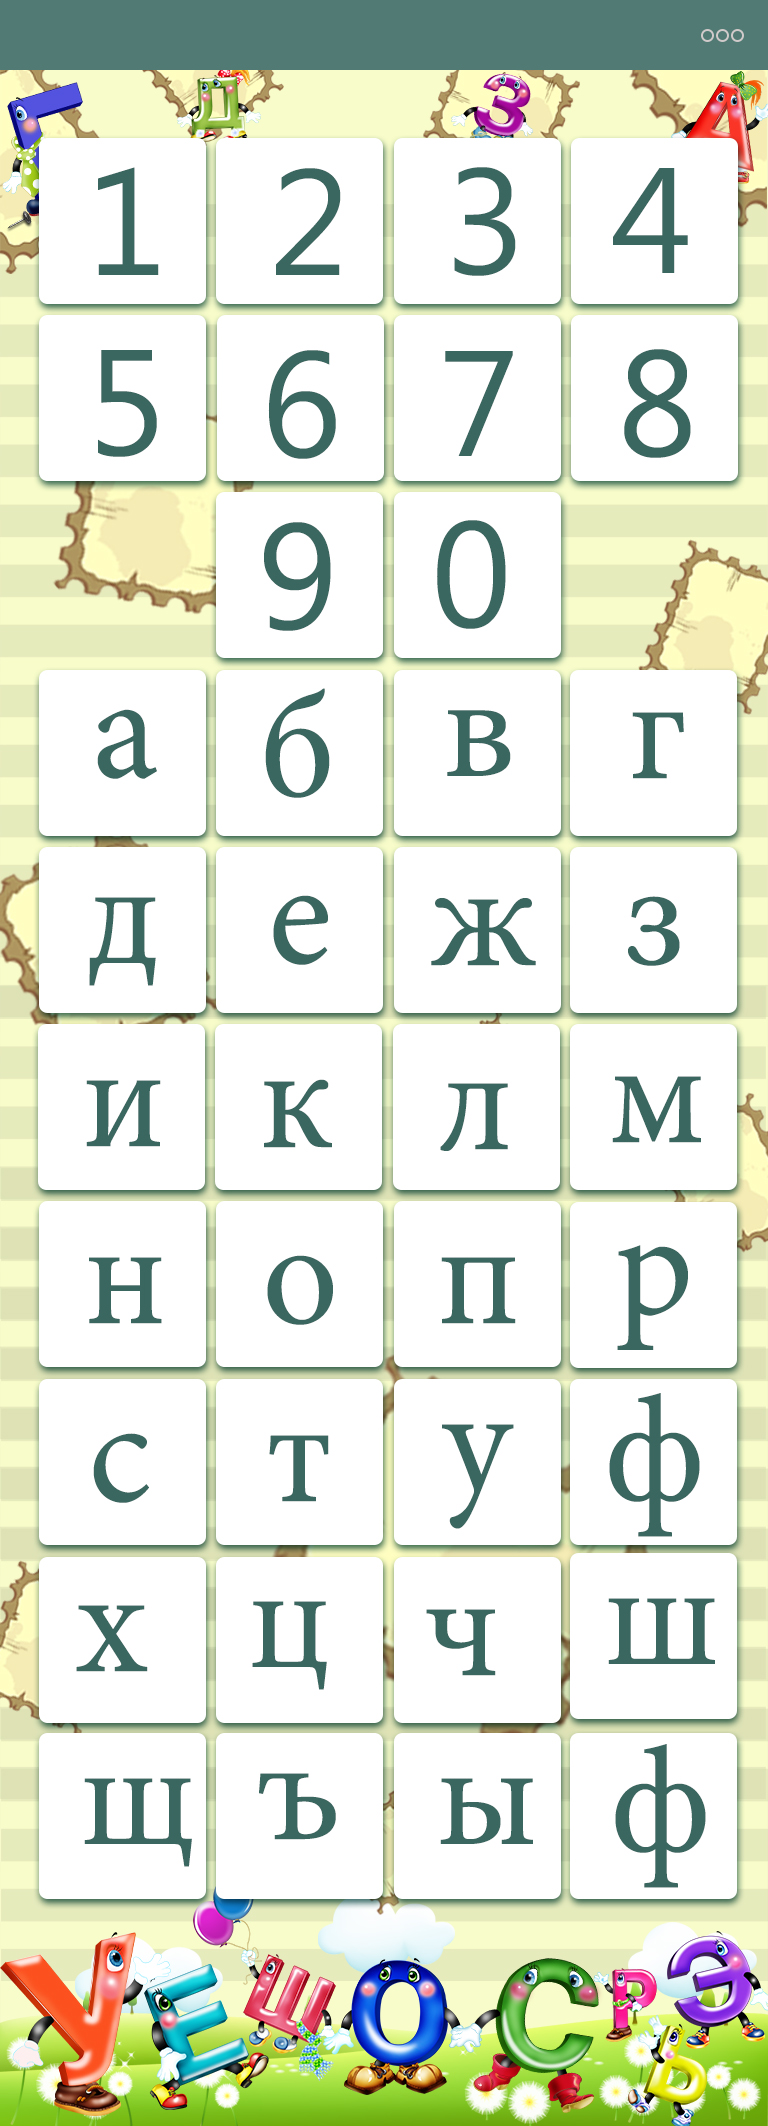 Г Д З А
1 2 3 4
5 6 7 8
9 0
а б в г
д е ж з
и к л м
н о п р
с т у ф
х ц ч ш
щ ъ ы ф
У Е Щ О С Р Ь Э